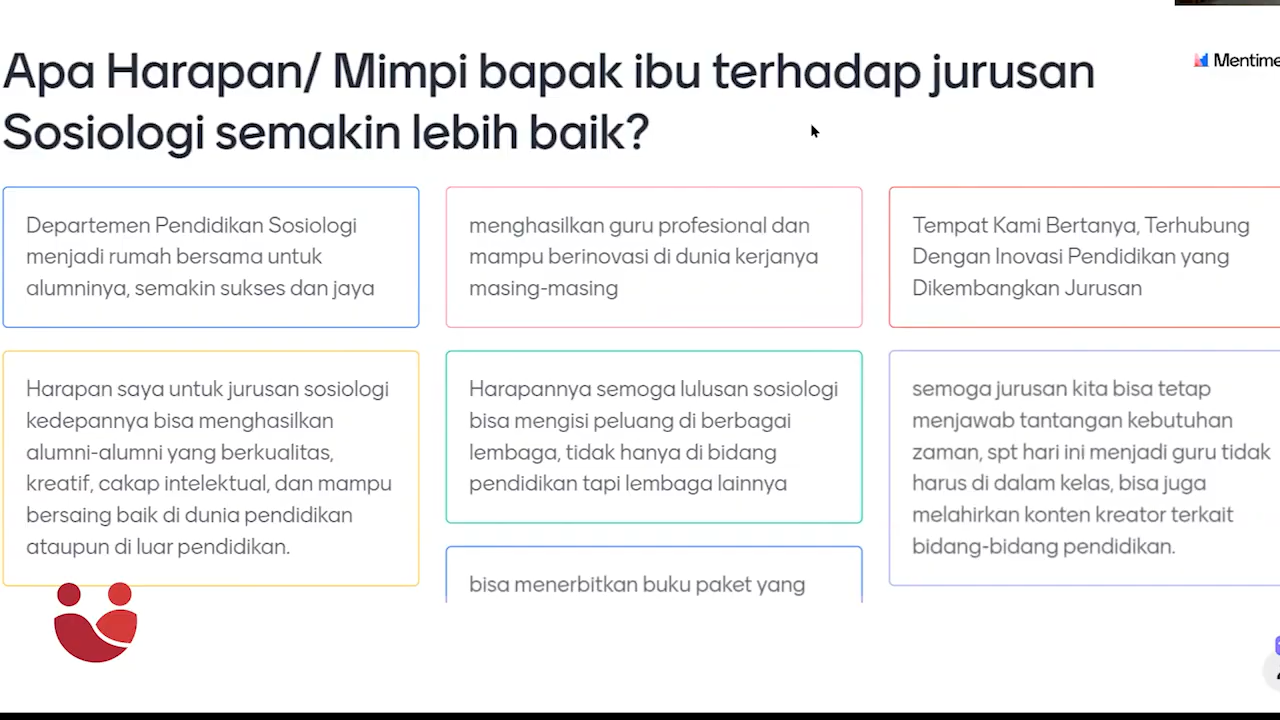 Apa Harapan/ Mimpi bapak ibu terhadap jurusan
Sosiologi semakin lebih baik?
Mentime
Departemen Pendidikan Sosiologi
menjadi rumah bersama untuk
alumninya, semakin sukses dan jaya
menghasilkan guru profesional dan
mampu berinovasi di dunia kerjanya
masing-masing
Tempat Kami Bertanya, Terhubung
Dengan Inovasi Pendidikan yang
Dikembangkan Jurusan
Harapan saya untuk jurusan sosiologi
kedepannya bisa menghasilkan
alumni-alumni yang berkualitas,
kreatif, cakap intelektual, dan mampu
bersaing baik di dunia pendidikan
ataupun di luar pendidikan.
Harapannya semoga lulusan sosiologi
bisa mengisi peluang di berbagai
lembaga, tidak hanya di bidang
pendidikan tapi lembaga lainnya
semoga jurusan kita bisa tetap
menjawab tantangan kebutuhan
zaman, spt hari ini menjadi guru tidak
harus di dalam kelas, bisa juga
melahirkan konten kreator terkait
bidang-bidang pendidikan.
bisa menerbitkan buku paket yang